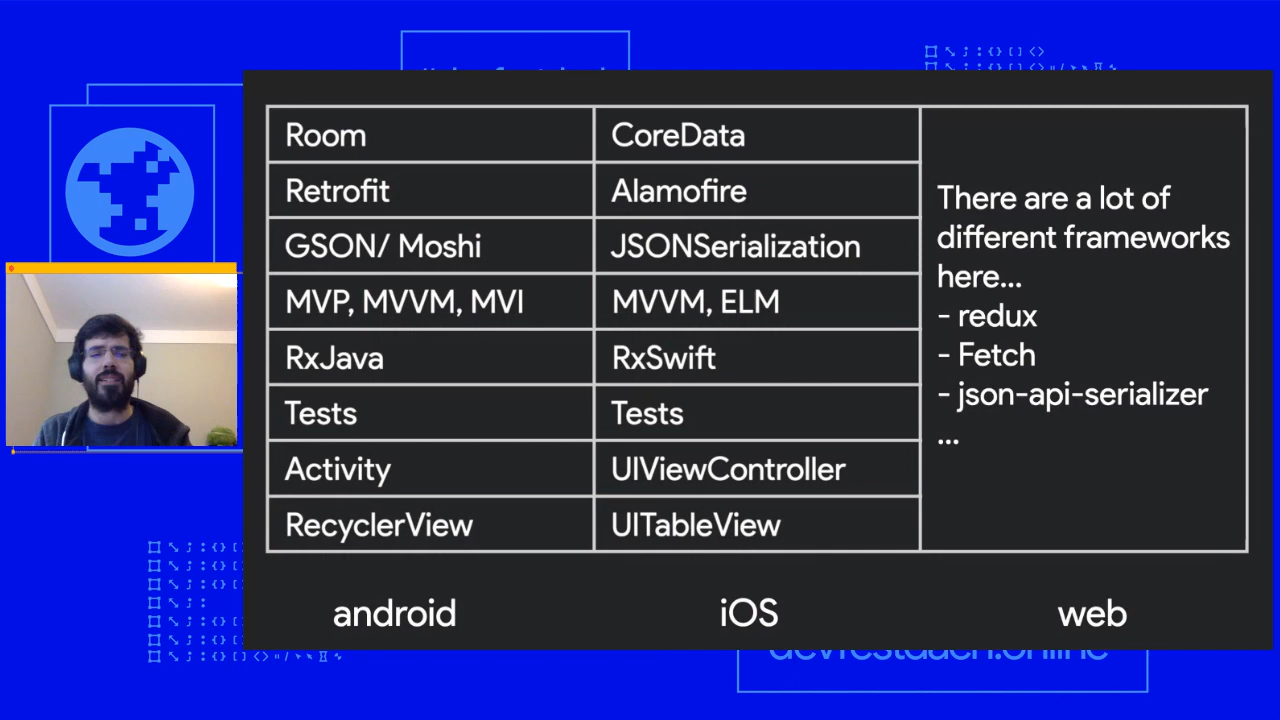 Room
CoreData
Retrofit
Alamofire
GSON/ Moshi
JSONSerialization
MVP, MVVM, MVI
MVVM, ELM
RxJava
RxSwift
Tests
Tests
Activity
UIViewController
RecyclerView
UITableView
There are a lot of
different frameworks
here...
- redux
- Fetch
- json-api-serializer
...
android
iOS
web